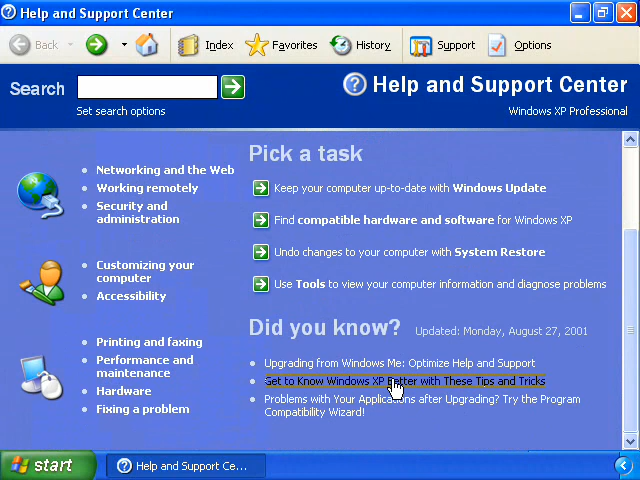 Help and Support Center
Back
Index
Favorites
History
Support
Options
Search
Set search options
Help and Support Center
Windows XP Professional
Networking and the Web
Working remotely
Security and
administration
Customizing your
computer
Accessibility
Printing and faxing
Performance and
maintenance
Hardware
Fixing a problem
Pick a task
Keep your computer up-to-date with Windows Update
Find compatible hardware and software for Windows XP
Undo changes to your computer with System Restore
Use Tools to view your computer information and diagnose problems
Did you know? Updated: Monday, August 27, 2001
Upgrading from Windows Me: Optimize Help and Support
Get to Know Windows XP Better with These Tips and Tricks
Problems with Your Applications after Upgrading? Try the Program
Compatibility Wizard!
start
Help and Support Ce...